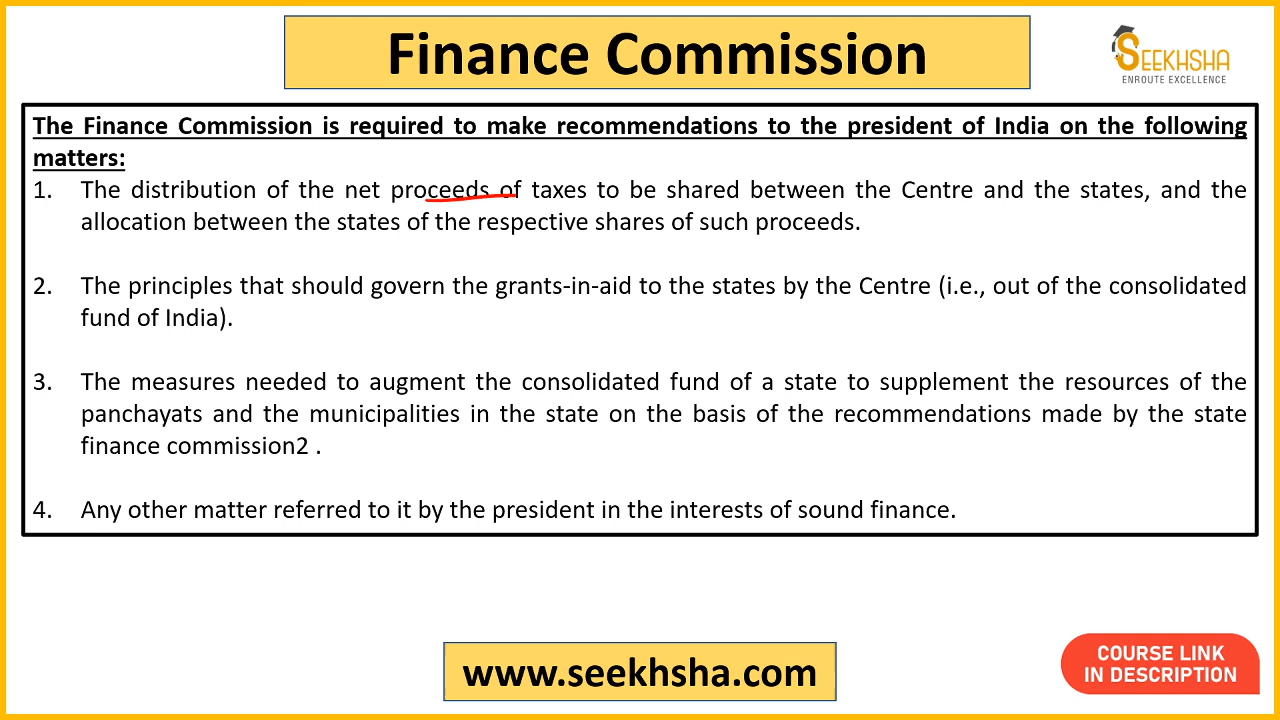 Finance Commission
SEEKHSHA
ENROUTE EXCELLENCE
The Finance Commission is required to make recommendations to the president of India on the following
matters:
1. The distribution of the net proceeds of taxes to be shared between the Centre and the states, and the
allocation between the states of the respective shares of such proceeds.
2. The principles that should govern the grants-in-aid to the states by the Centre (i.e., out of the consolidated
fund of India).
3. The measures needed to augment the consolidated fund of a state to supplement the resources of the
panchayats and the municipalities in the state on the basis of the recommendations made by the state
finance commission2 .
4. Any other matter referred to it by the president in the interests of sound finance.
www.seekhsha.com
COURSE LINK
IN DESCRIPTION